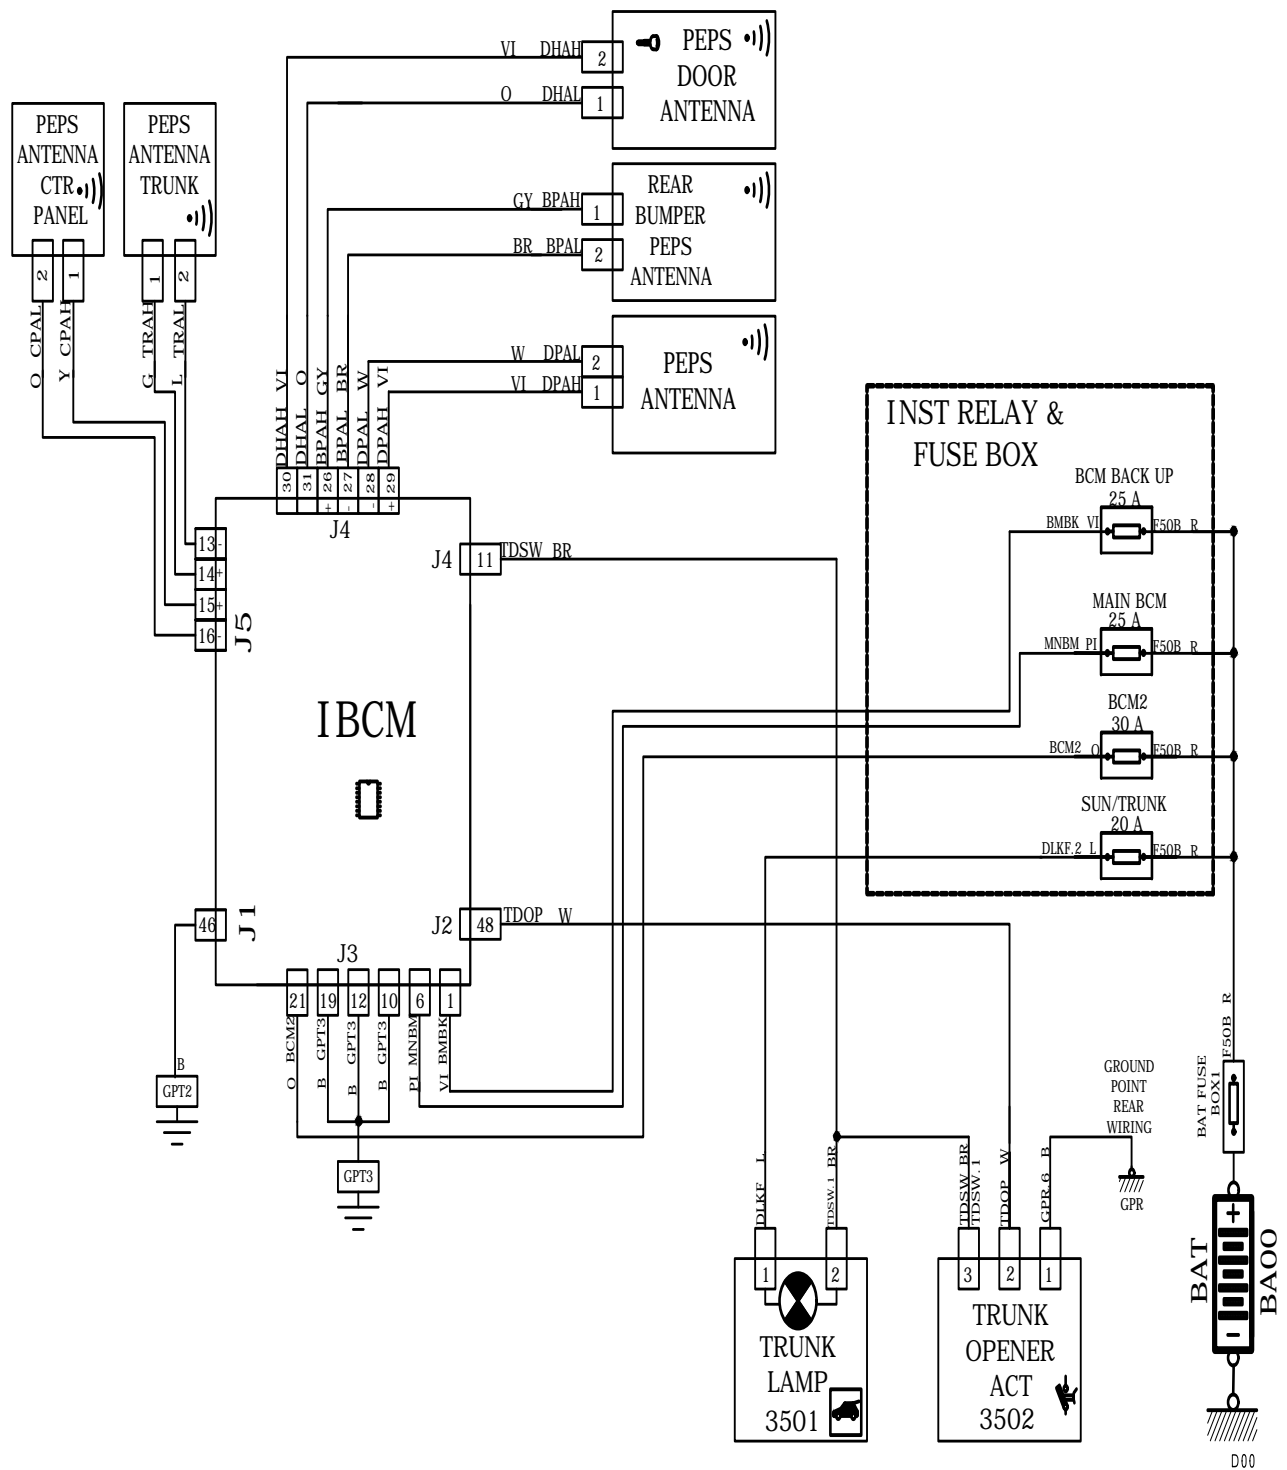 PEPS
DOOR
ANTENNA
VI DHAH
2
O DHAL
1
PEPS
ANTENNA
CTR
PANEL
2
1
PEPS
ANTENNA
TRUNK
1
2
REAR
BUMPER
PEPS
ANTENNA
GY BPAH
1
BR BPAL
2
PEPS
ANTENNA
W DPAL
2
VI DPAH
1
O CPAL
Y CPAH
G TRAH
L TRAL
DHAH VI
DHAL O
BPAH GY
BPAL BR
DPAL W
DPAH VI
30
31
26 +
27 -
28 -
29 +
J4
13 -
14 +
15 +
16 -
J5
J4
11
TDSW BR
IBCM
INST RELAY &
FUSE BOX
BCM BACK UP
25 A
BMBK VI
F50B R
MAIN BCM
25 A
MNBM PI
F50B R
BCM2
30 A
BCM2 O
F50B R
SUN/TRUNK
20 A
DLKF.2 L
F50B R
46
J1
J2
48
TDOP W
J3
21
19
12
10
6
1
O BCM2
B GPT3
B GPT3
B GPT3
PI MNBM
VI BMBK
B
GPT2
GPT3
GROUND
POINT
REAR
WIRING
GPR
F50B R
BAT FUSE
BOX1
DLKF L
TDSW.1 BR
TDSW BR
TDSW.1
TDOP W
GPR.6 B
1
2
TRUNK
LAMP
3501
3
2
1
TRUNK
OPENER
ACT
3502
+
BAT
BA00
-
D00